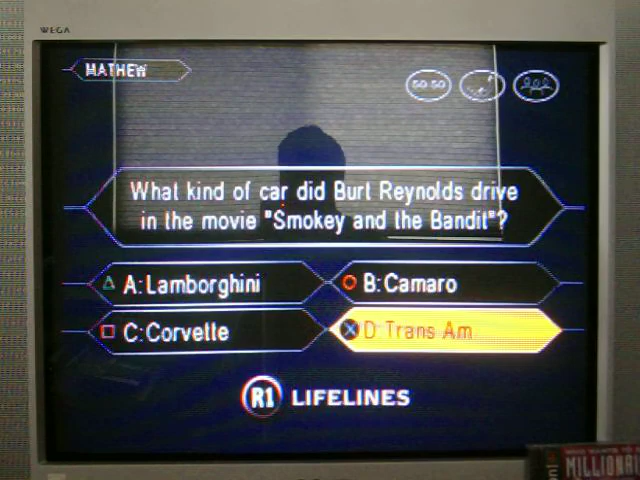 WEGA
MATHEW
50:50
What kind of car did Burt Reynolds drive
in the movie "Smokey and the Bandit"?
A:Lamborghini
B:Camaro
C:Corvette
D Trans Am
R1 LIFELINES